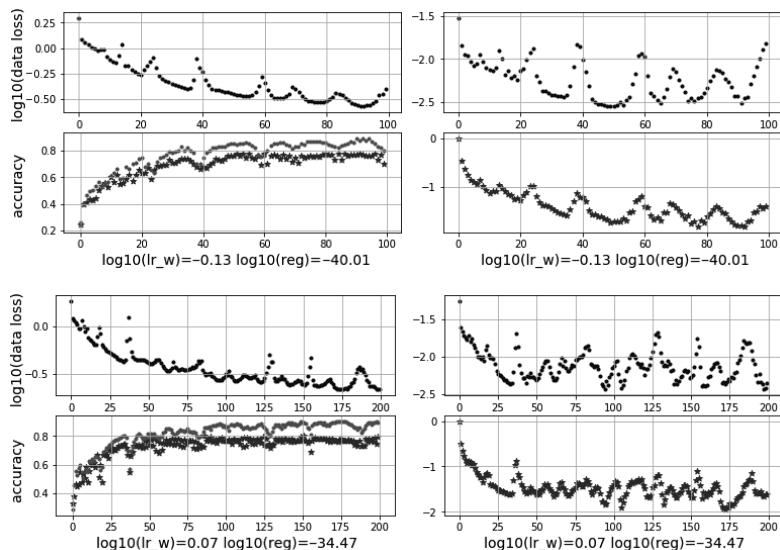 log10(data loss)
0.25
0.00
−0.25
−0.50
0 20 40 60 80 100
−1.5
−2.0
−2.5
0 20 40 60 80 100
accuracy
0.8
0.6
0.4
0.2
0 20 40 60 80 100
log10(lr_w)=−0.13 log10(reg)=−40.01
0
−1
0 20 40 60 80 100
log10(lr_w)=−0.13 log10(reg)=−40.01
log10(data loss)
0.0
−0.5
0 25 50 75 100 125 150 175 200
−1.5
−2.0
−2.5
0 25 50 75 100 125 150 175 200
accuracy
0.8
0.6
0.4
0 25 50 75 100 125 150 175 200
log10(lr_w)=0.07 log10(reg)=−34.47
0
−1
−2
0 25 50 75 100 125 150 175 200
log10(lr_w)=0.07 log10(reg)=−34.47